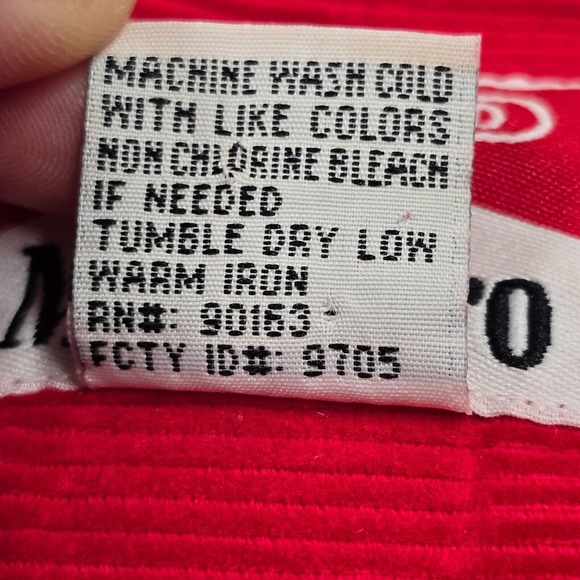 MACHINE WASH COLD
WITH LIKE COLORS
NON CHLORINE BLEACH
IF NEEDED
TUMBLE DRY LOW
WARM IRON
RN#: 90163
FCTY ID#: 9705